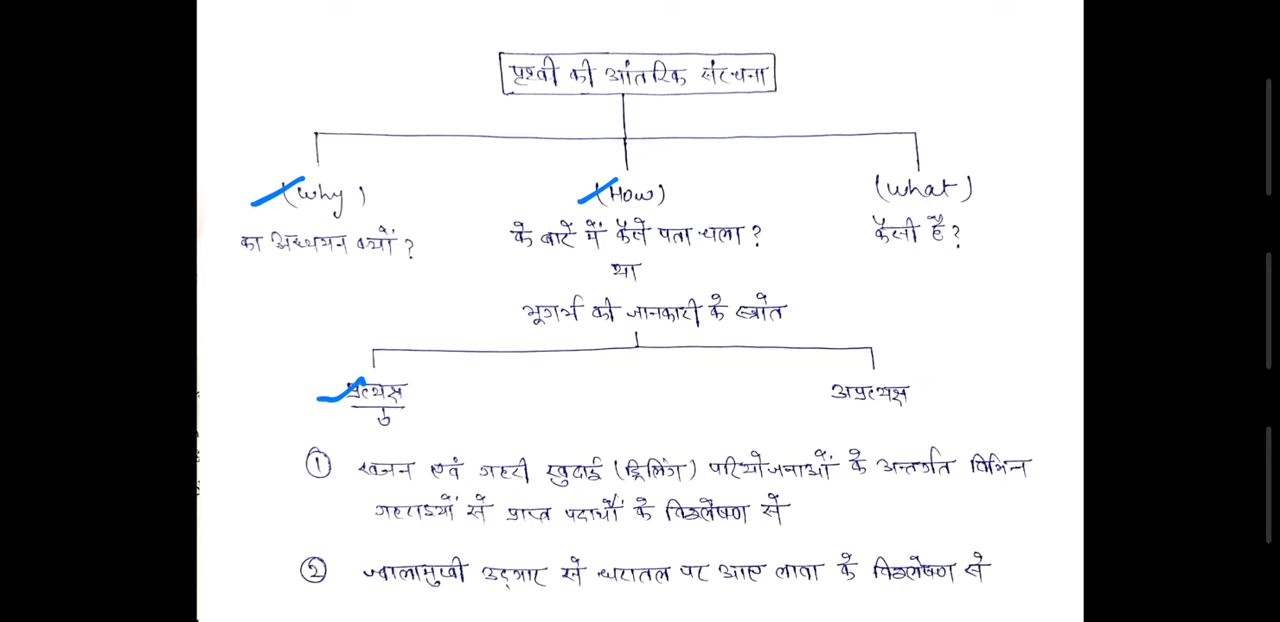 पृथ्वी की आंतरिक संरचना
(Why) (How) (What)
का अध्ययन क्यों? के बारें में कैसे पता चला? कैसी है?
या
भूगर्भ की जानकारी के स्त्रोत
प्रत्यक्ष अप्रत्यक्ष
① खनन एवं गहरी खुदाई (ड्रिलिंग) परियोजनाओं के अन्तर्गत विभिन्न
गहराइयों से प्राप्त पदार्थों के विश्लेषण से
② ज्वालामुखी उद्गार से धरातल पर आए लावा के विश्लेषण से